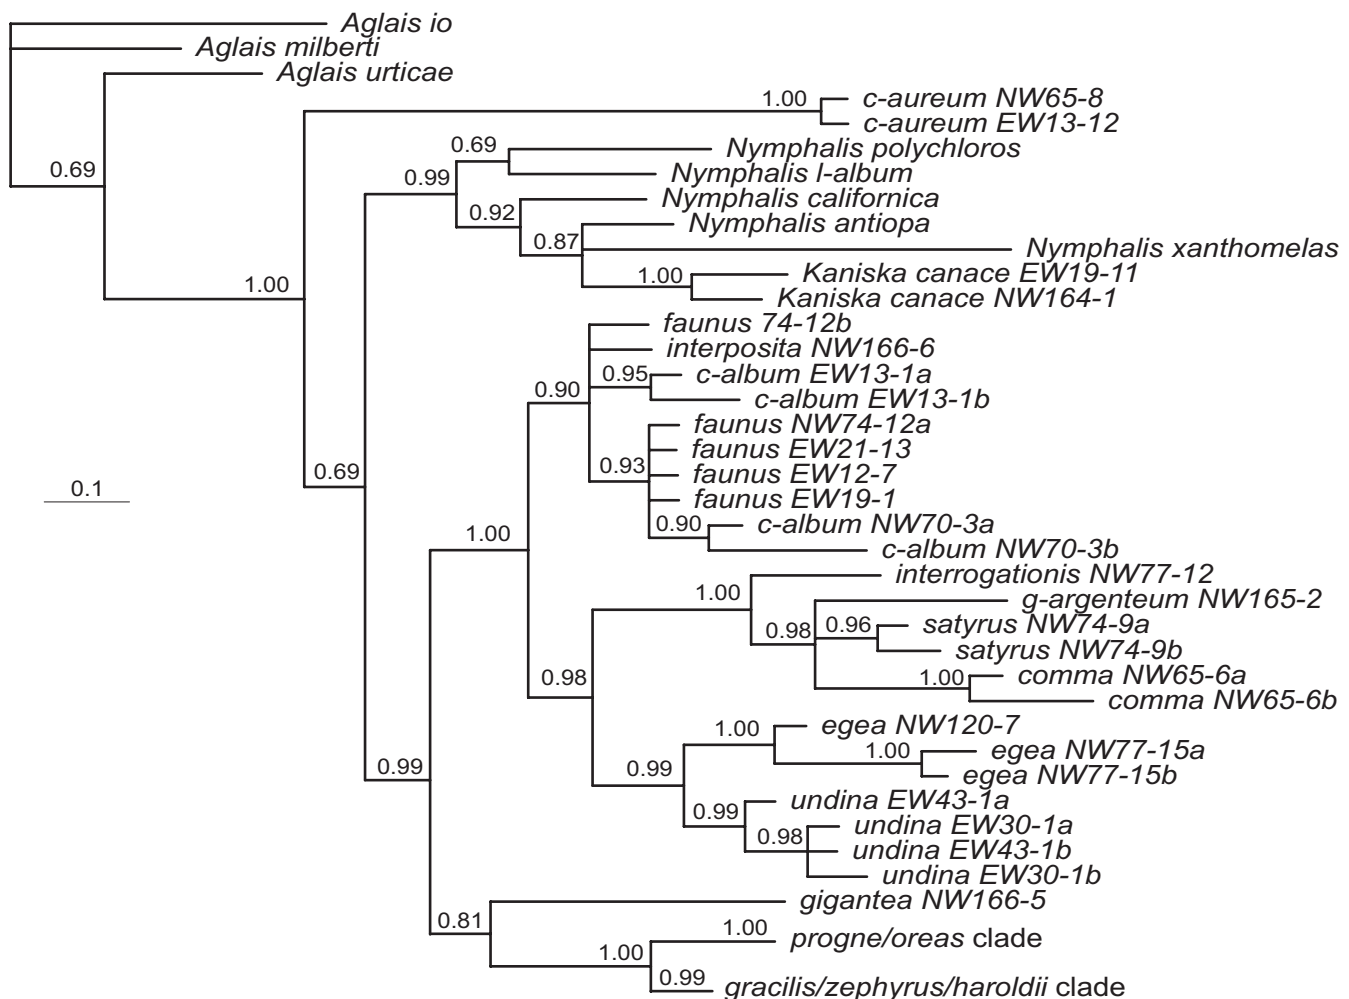 Aglais io
Aglais milberti
Aglais urticae
1.00
c-aureum NW65-8
c-aureum EW13-12
0.69
Nymphalis polychloros
0.69
0.99
Nymphalis l-album
Nymphalis californica
0.92
Nymphalis antiopa
0.87
Nymphalis xanthomelas
1.00
Kaniska canace EW19-11
1.00
Kaniska canace NW164-1
faunus 74-12b
interposita NW166-6
0.90
0.95
c-album EW13-1a
c-album EW13-1b
faunus NW74-12a
faunus EW21-13
0.69
0.93
faunus EW12-7
0.1
faunus EW19-1
1.00
0.90
c-album NW70-3a
c-album NW70-3b
interrogationis NW77-12
1.00
g-argenteum NW165-2
0.98
0.96
satyrus NW74-9a
satyrus NW74-9b
0.98
1.00
comma NW65-6a
comma NW65-6b
1.00
egea NW120-7
0.99
0.99
1.00
egea NW77-15a
egea NW77-15b
undina EW43-1a
0.99
undina EW30-1a
0.98
undina EW43-1b
undina EW30-1b
0.81
gigantea NW166-5
1.00
progne/oreas clade
1.00
0.99
gracilis/zephyrus/haroldii clade